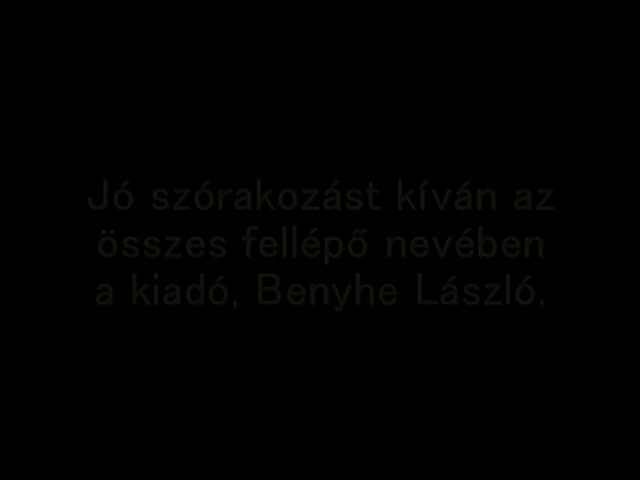 Jó szórakozást kíván az
összes fellépő nevében
a kiadó, Benyhe László.